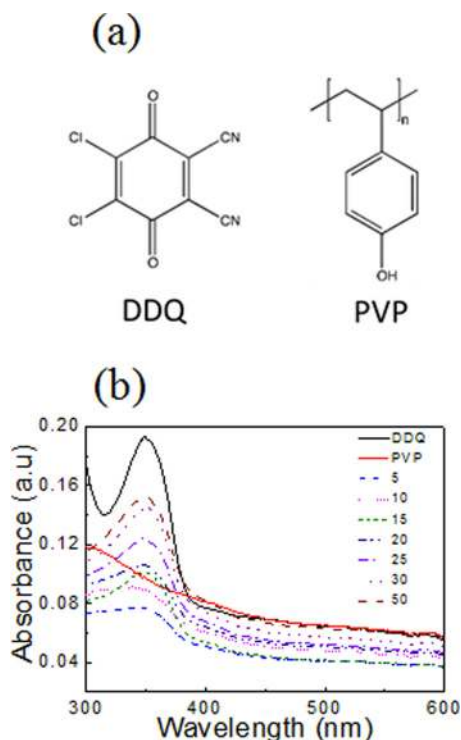 (a)
O
Cl
CN
Cl
CN
O
DDQ
n
OH
PVP
(b)
Absorbance (a.u)
0.20
0.16
0.12
0.08
0.04
DDQ
PVP
5
10
15
20
25
30
50
300 400 500 600
Wavelength (nm)